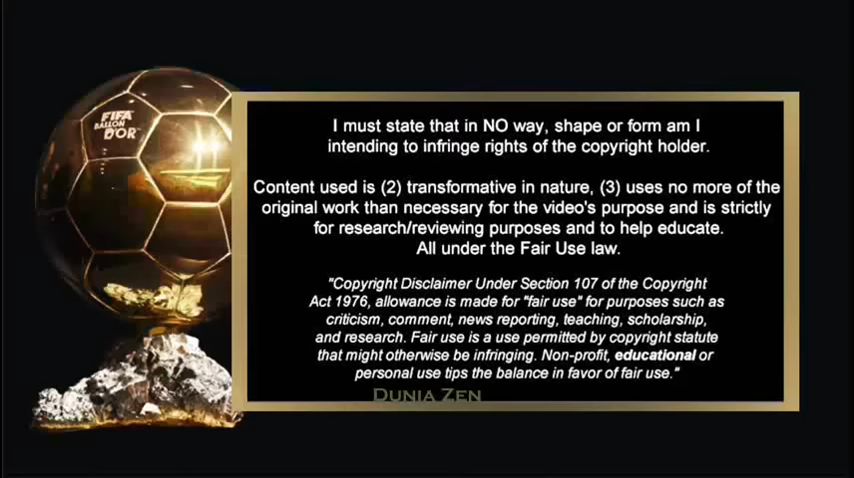 FIFA
BALLON
D'OR
I must state that in NO way, shape or form am I
intending to infringe rights of the copyright holder.
Content used is (2) transformative in nature, (3) uses no more of the
original work than necessary for the video's purpose and is strictly
for research/reviewing purposes and to help educate.
All under the Fair Use law.
"Copyright Disclaimer Under Section 107 of the Copyright
Act 1976, allowance is made for "fair use" for purposes such as
criticism, comment, news reporting, teaching, scholarship,
and research. Fair use is a use permitted by copyright statute
that might otherwise be infringing. Non-profit, educational or
personal use tips the balance in favor of fair use."
DUNIA ZEN